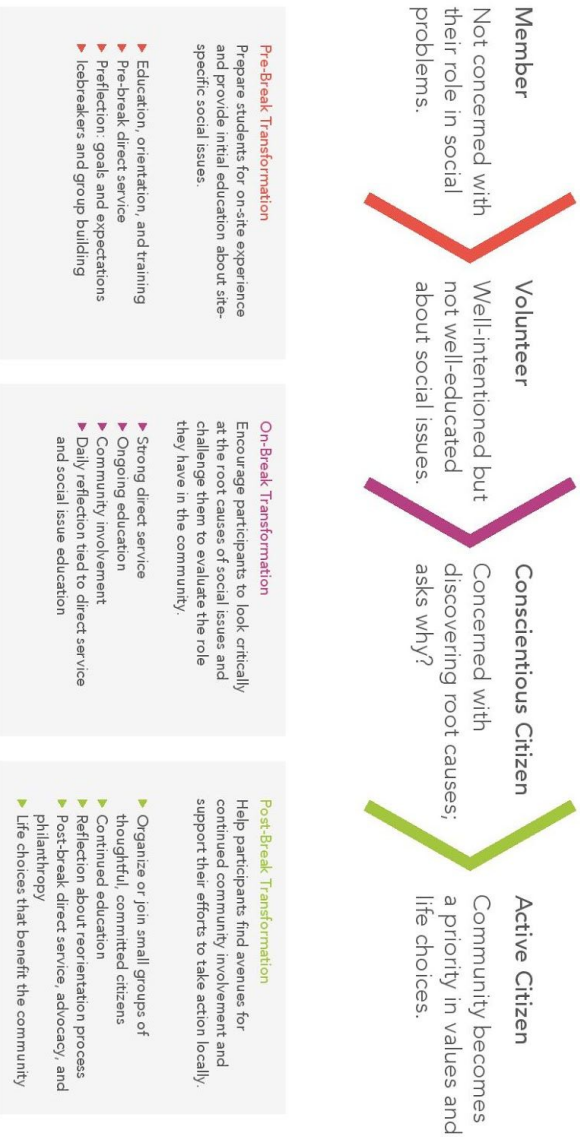 Member
Not concerned with
their role in social
problems.
Volunteer
Well-intentioned but
not well-educated
about social issues.
Conscientious Citizen
Concerned with
discovering root causes;
asks why?
Active Citizen
Community becomes
a priority in values and
life choices.
Pre-Break Transformation
Prepare students for on-site experience
and provide initial education about site-
specific social issues.
▶ Education, orientation, and training
▶ Pre-break direct service
▶ Preflection: goals and expectations
▶ Icebreakers and group building
On-Break Transformation
Encourage participants to look critically
at the root causes of social issues and
challenge them to evaluate the role
they have in the community.
▶ Strong direct service
▶ Ongoing education
▶ Community involvement
▶ Daily reflection tied to direct service
and social issue education
Post-Break Transformation
Help participants find avenues for
continued community involvement and
support their efforts to take action locally.
▶ Organize or join small groups of
thoughtful, committed citizens
▶ Continued education
▶ Reflection about reorientation process
▶ Post-break direct service, advocacy, and
philanthropy
▶ Life choices that benefit the community